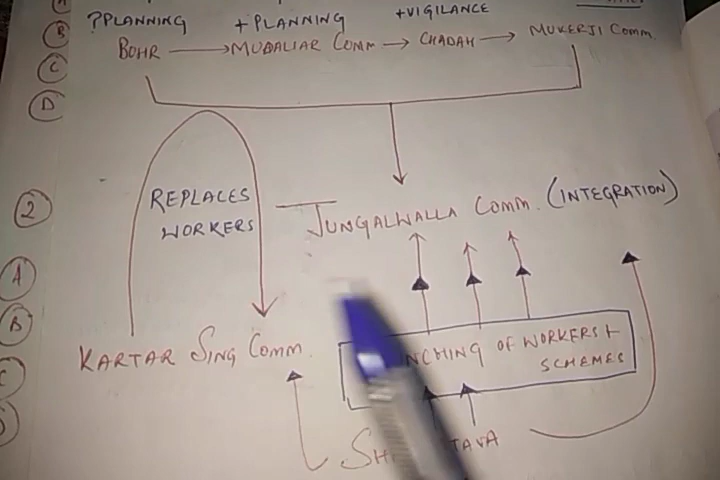 ?PLANNING +PLANNING +VIGILANCE
B BOHR MUDALIAR COMM CHADAH MUKERJI COMM.
C
D
REPLACES
WORKERS
2 JUNGALWALLA COMM. (INTEGRATION)
A
B
KARTAR SING COMM. NCHING OF WORKERS +
SCHEMES
SH TAVA